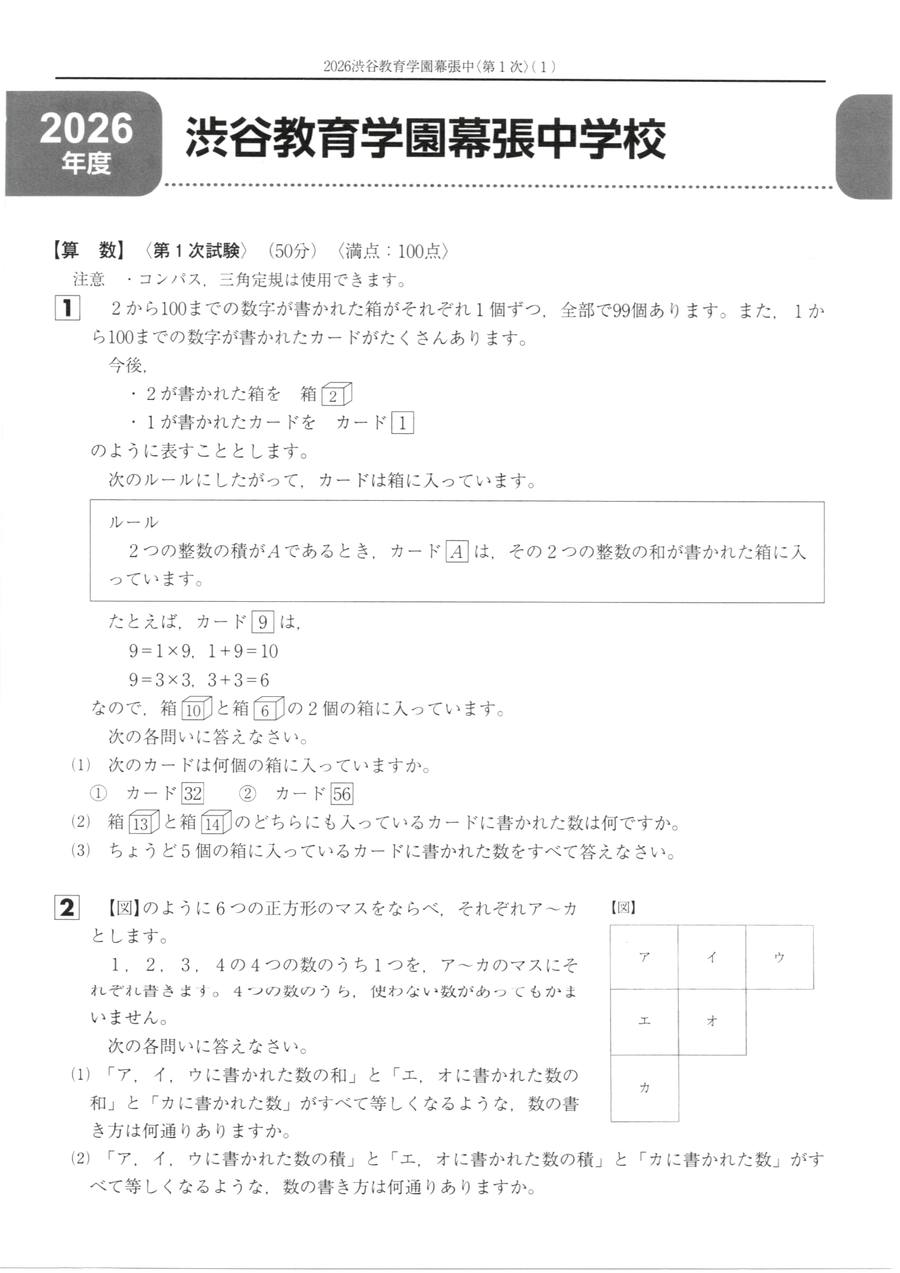 2026渋谷教育学園幕張中〈第1次〉(1)
2026
年度
渋谷教育学園幕張中学校
【算 数】〈第1次試験〉(50分)〈満点:100点〉
注意 ・コンパス，三角定規は使用できます。
1 2から100までの数字が書かれた箱がそれぞれ1個ずつ，全部で99個あります。また，1か
ら100までの数字が書かれたカードがたくさんあります。
今後，
・2が書かれた箱を 箱2
・1が書かれたカードを カード1
のように表すこととします。
次のルールにしたがって，カードは箱に入っています。
ルール
2つの整数の積がAであるとき，カードAは，その2つの整数の和が書かれた箱に入
っています。
たとえば，カード9は，
9=1×9，1+9=10
9=3×3，3+3=6
なので，箱10と箱6の2個の箱に入っています。
次の各問いに答えなさい。
(1) 次のカードは何個の箱に入っていますか。
① カード32 ② カード56
(2) 箱13と箱14のどちらにも入っているカードに書かれた数は何ですか。
(3) ちょうど5個の箱に入っているカードに書かれた数をすべて答えなさい。
2 【図】のように6つの正方形のマスをならべ，それぞれア～カ
とします。
1，2，3，4の4つの数のうち1つを，ア～カのマスにそ
れぞれ書きます。4つの数のうち，使わない数があってもかま
いません。
次の各問いに答えなさい。
(1) 「ア，イ，ウに書かれた数の和」と「エ，オに書かれた数の
和」と「カに書かれた数」がすべて等しくなるような，数の書
き方は何通りありますか。
(2) 「ア，イ，ウに書かれた数の積」と「エ，オに書かれた数の積」と「カに書かれた数」がす
べて等しくなるような，数の書き方は何通りありますか。
【図】
ア イ ウ
エ オ
カ